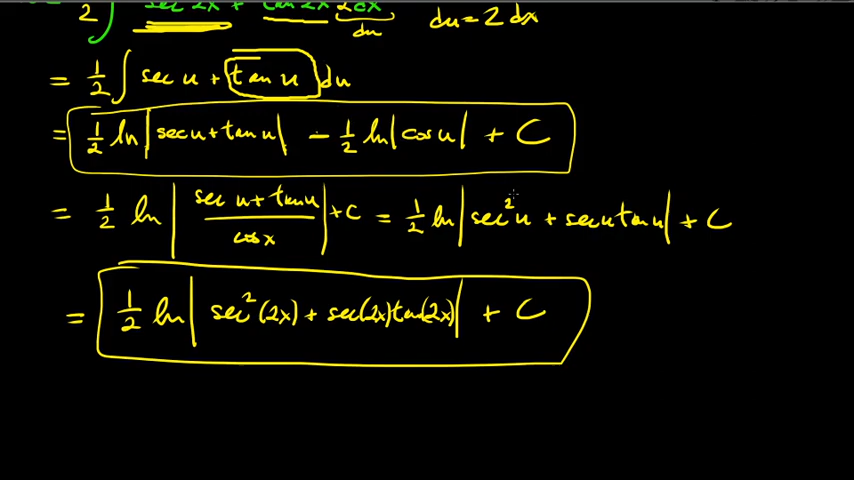 1/2 ∫ sec 2x + tan 2x 2dx du du = 2 dx
= 1/2 ∫ sec u + tan u du
= 1/2 ln|sec u + tan u| - 1/2 ln|cos u| + C
= 1/2 ln|(sec u + tan u)/cos x| + C = 1/2 ln|sec² u + sec u tan u| + C
= 1/2 ln|sec²(2x) + sec(2x)tan(2x)| + C